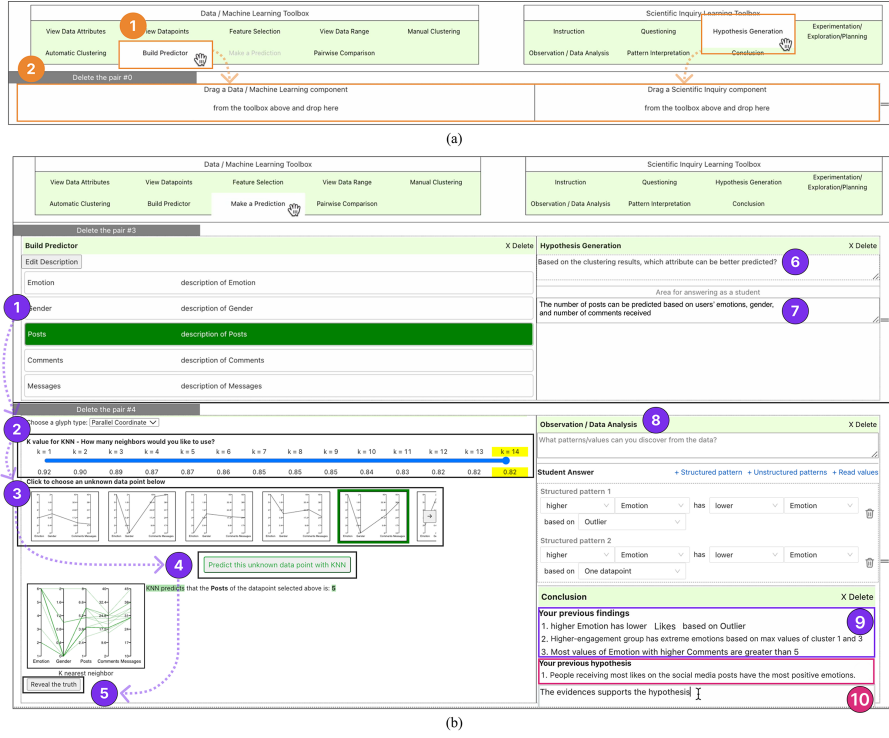 Data / Machine Learning Toolbox
Scientific Inquiry Learning Toolbox
1
View Data Attributes View Datapoints Feature Selection View Data Range Manual Clustering
Instruction Questioning Hypothesis Generation Experimentation/
Exploration/Planning
Automatic Clustering Build Predictor Make a Prediction Pairwise Comparison
Observation / Data Analysis Pattern Interpretation Conclusion
2
Delete the pair #0
Drag a Data / Machine Learning component
from the toolbox above and drop here
Drag a Scientific Inquiry component
from the toolbox above and drop here
(a)
Data / Machine Learning Toolbox
Scientific Inquiry Learning Toolbox
View Data Attributes View Datapoints Feature Selection View Data Range Manual Clustering
Instruction Questioning Hypothesis Generation Experimentation/
Exploration/Planning
Automatic Clustering Build Predictor Make a Prediction Pairwise Comparison
Observation / Data Analysis Pattern Interpretation Conclusion
Delete the pair #3
Build Predictor X Delete
Edit Description
Emotion description of Emotion
1
Gender description of Gender
Posts description of Posts
Comments description of Comments
Messages description of Messages
Hypothesis Generation X Delete
Based on the clustering results, which attribute can be better predicted? 6
Area for answering as a student
The number of posts can be predicted based on users' emotions, gender,
and number of comments received
7
Delete the pair #4
2
Choose a glyph type: Parallel Coordinate
K value for KNN - How many neighbors would you like to use?
k = 1 k = 2 k = 3 k = 4 k = 5 k = 6 k = 7 k = 8 k = 9 k = 10 k = 11 k = 12 k = 13 k = 14
0.92 0.90 0.89 0.87 0.87 0.86 0.85 0.85 0.85 0.84 0.83 0.82 0.82 0.82
3
Click to choose an unknown data point below
4
Predict this unknown data point with KNN
KNN predicts that the Posts of the datapoint selected above is: 5
Emotion Gender Posts Comments Messages
K nearest neighbor
Reveal the truth
5
8
Observation / Data Analysis X Delete
What patterns/values can you discover from the data?
Student Answer + Structured pattern + Unstructured patterns + Read values
Structured pattern 1
higher Emotion has lower Emotion
based on Outlier
Structured pattern 2
higher Emotion has lower Emotion
based on One datapoint
Conclusion X Delete
Your previous findings
9
1. higher Emotion has lower Likes based on Outlier
2. Higher-engagement group has extreme emotions based on max values of cluster 1 and 3
3. Most values of Emotion with higher Comments are greater than 5
Your previous hypothesis
1. People receiving most likes on the social media posts have the most positive emotions.
The evidences supports the hypothesis
10
(b)